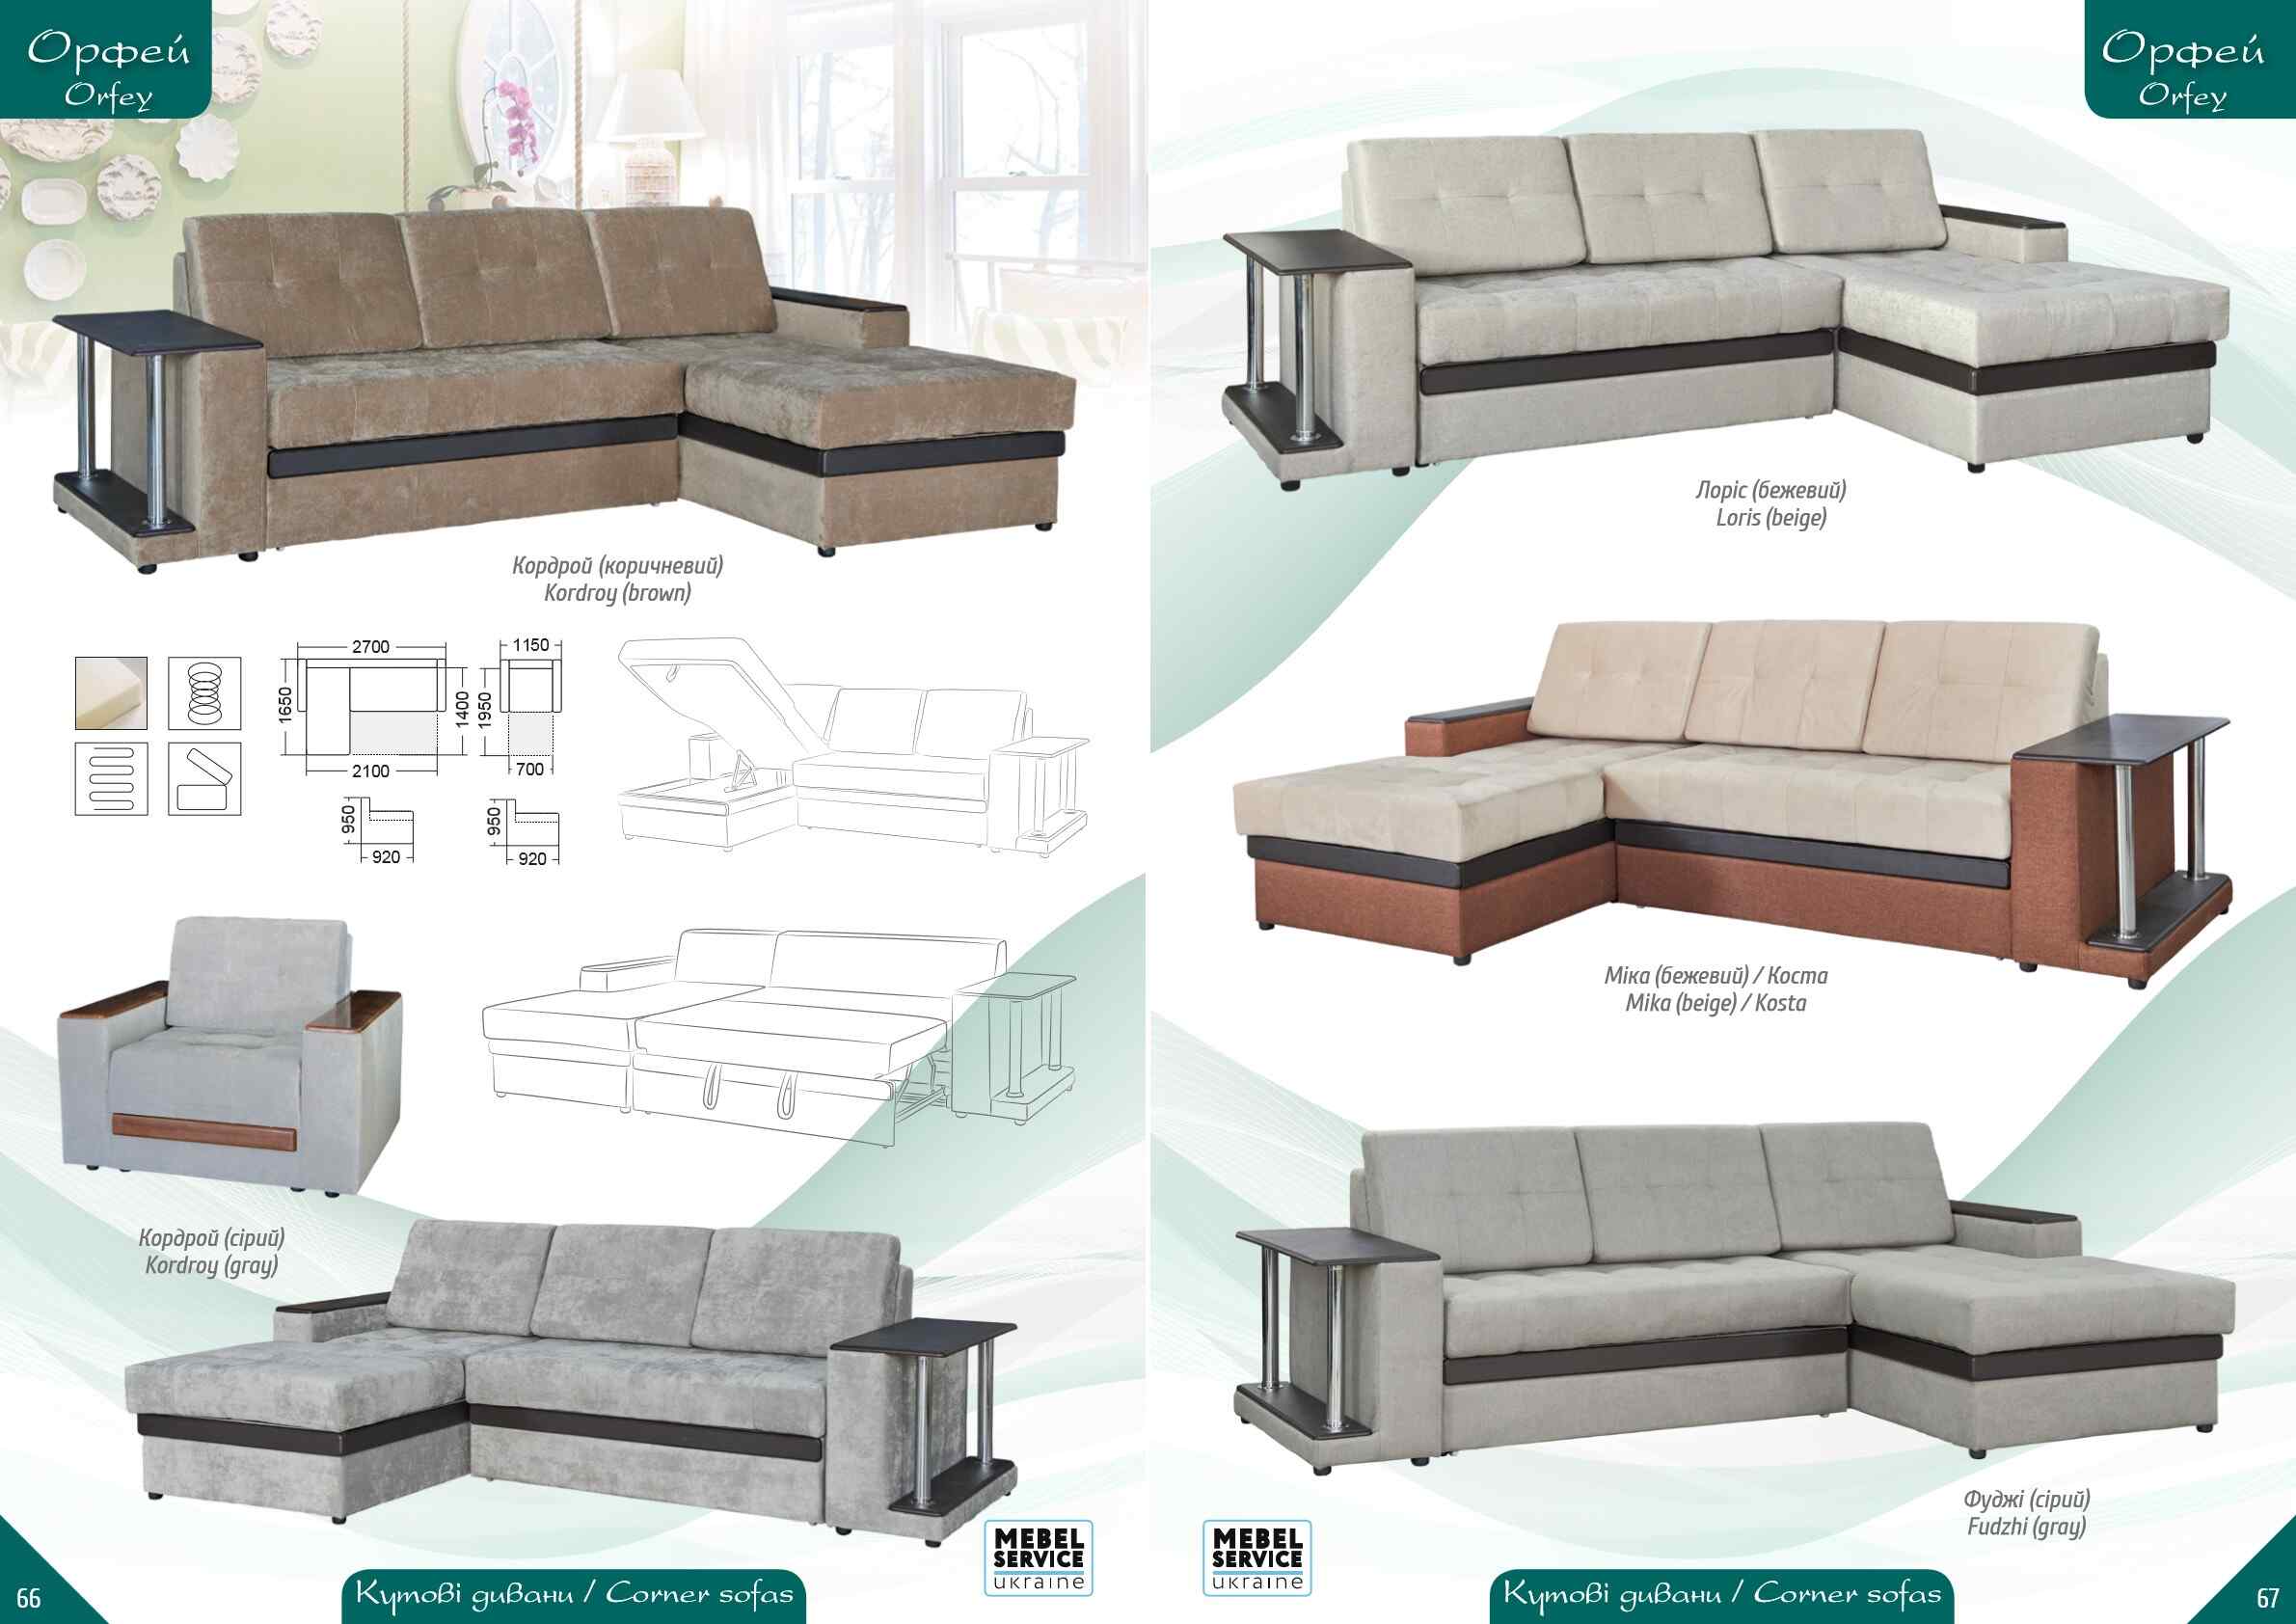 Орфей
Orfey
Кордрой (коричневий)
Kordroy (brown)
2700
1150
1650
1400
1950
2100
700
950
920
950
920
Кордрой (сірий)
Kordroy (gray)
MEBEL
SERVICE
ukraine
66
Кутові дивани / Corner sofas
Орфей
Orfey
Лоріс (бежевий)
Loris (beige)
Міка (бежевий) / Коста
Mika (beige) / Kosta
Фуджі (сірий)
Fudzhi (gray)
MEBEL
SERVICE
ukraine
Кутові дивани / Corner sofas
67